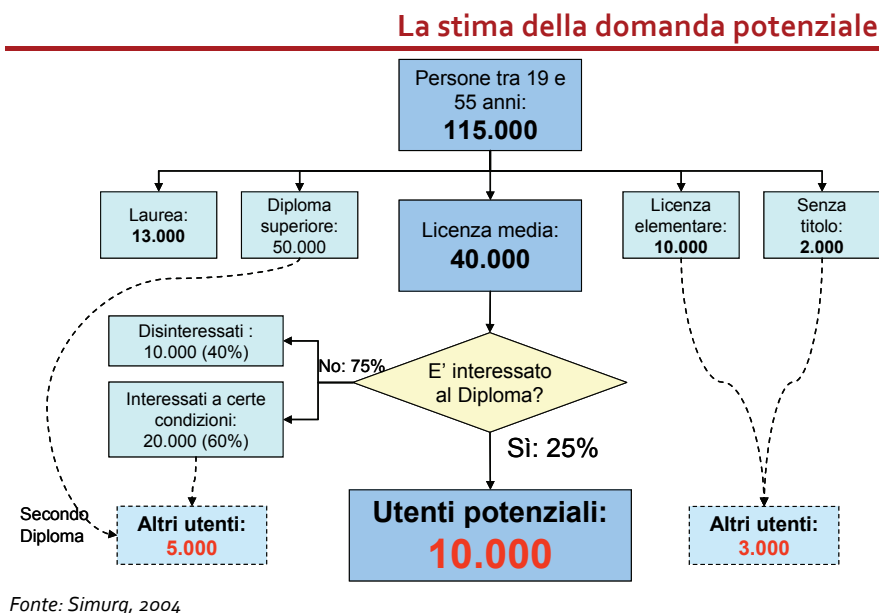 La stima della domanda potenziale
Persone tra 19 e
55 anni:
115.000
Laurea:
13.000
Diploma
superiore:
50.000
Licenza media:
40.000
Licenza
elementare:
10.000
Senza
titolo:
2.000
Disinteressati :
10.000 (40%)
No: 75%
E' interessato
al Diploma?
Interessati a certe
condizioni:
20.000 (60%)
Sì: 25%
Secondo
Diploma
Altri utenti:
5.000
Utenti potenziali:
10.000
Altri utenti:
3.000
Fonte: Simurg, 2004